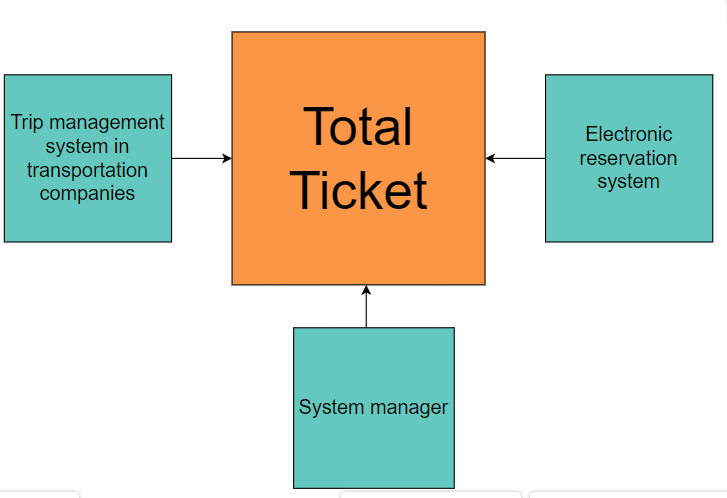 Trip management
system in
transportation
companies
Total
Ticket
Electronic
reservation
system
System manager